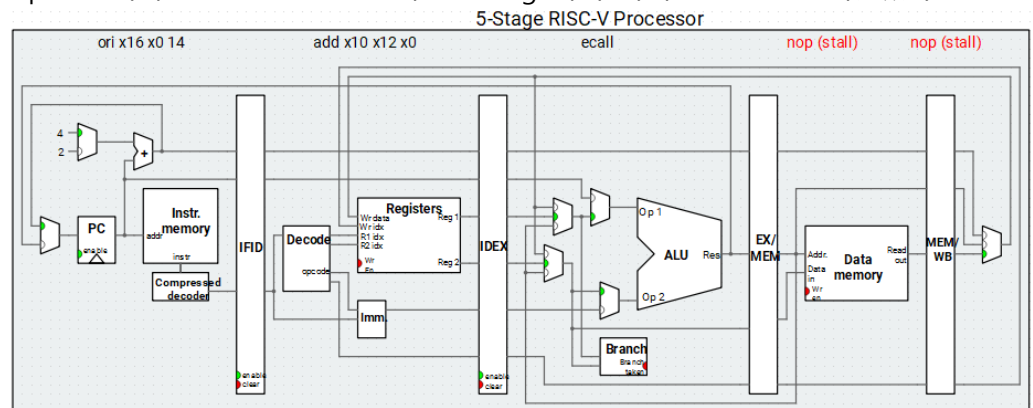 5-Stage RISC-V Processor
ori x16 x0 14 add x10 x12 x0 ecall nop (stall) nop (stall)
4
2
+
PC
enable
addr
Instr.
memory
instr
Compressed
decoder
IFID
enable
clear
Decode
opcode
Registers
Wr data
Wr idx
R1 idx
R2 idx
Wr
En
Reg 1
Reg 2
Imm.
IDEX
enable
clear
Op 1
Op 2
ALU
Res
Branch
Branch
taken
EX/
MEM
Addr.
Data
in
Wr
en
Data
memory
Read
out
MEM/
WB